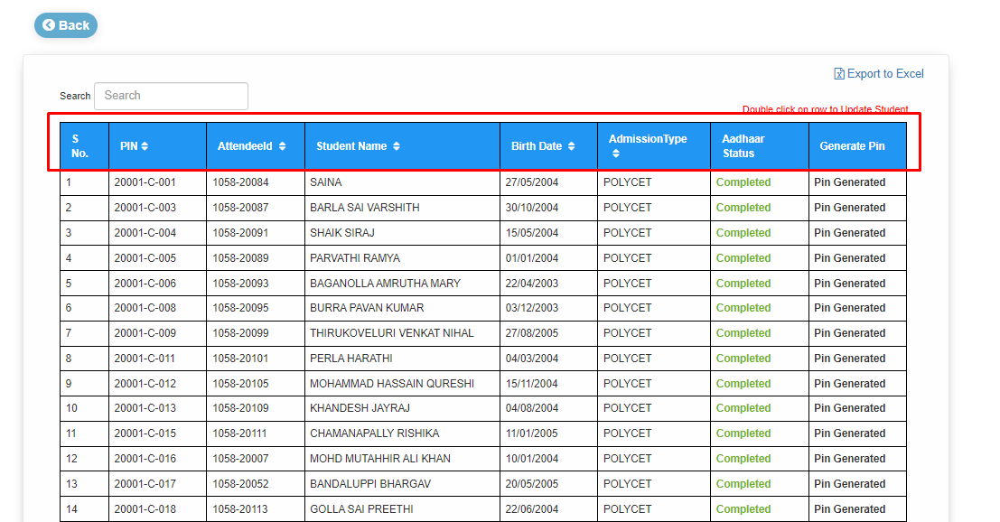 Back
Export to Excel
Search Search
Double click on row to Update Student
S No. PIN AttendeeId Student Name Birth Date AdmissionType Aadhaar Status Generate Pin
1 20001-C-001 1058-20084 SAINA 27/05/2004 POLYCET Completed Pin Generated
2 20001-C-003 1058-20087 BARLA SAI VARSHITH 30/10/2004 POLYCET Completed Pin Generated
3 20001-C-004 1058-20091 SHAIK SIRAJ 15/05/2004 POLYCET Completed Pin Generated
4 20001-C-005 1058-20089 PARVATHI RAMYA 01/01/2004 POLYCET Completed Pin Generated
5 20001-C-006 1058-20093 BAGANOLLA AMRUTHA MARY 22/04/2003 POLYCET Completed Pin Generated
6 20001-C-008 1058-20095 BURRA PAVAN KUMAR 03/12/2003 POLYCET Completed Pin Generated
7 20001-C-009 1058-20099 THIRUKOVELURI VENKAT NIHAL 27/08/2005 POLYCET Completed Pin Generated
8 20001-C-011 1058-20101 PERLA HARATHI 04/03/2004 POLYCET Completed Pin Generated
9 20001-C-012 1058-20105 MOHAMMAD HASSAIN QURESHI 15/11/2004 POLYCET Completed Pin Generated
10 20001-C-013 1058-20109 KHANDESH JAYRAJ 04/08/2004 POLYCET Completed Pin Generated
11 20001-C-015 1058-20111 CHAMANAPALLY RISHIKA 11/01/2005 POLYCET Completed Pin Generated
12 20001-C-016 1058-20007 MOHD MUTAHHIR ALI KHAN 10/01/2004 POLYCET Completed Pin Generated
13 20001-C-017 1058-20052 BANDALUPPI BHARGAV 20/05/2005 POLYCET Completed Pin Generated
14 20001-C-018 1058-20113 GOLLA SAI PREETHI 22/06/2004 POLYCET Completed Pin Generated